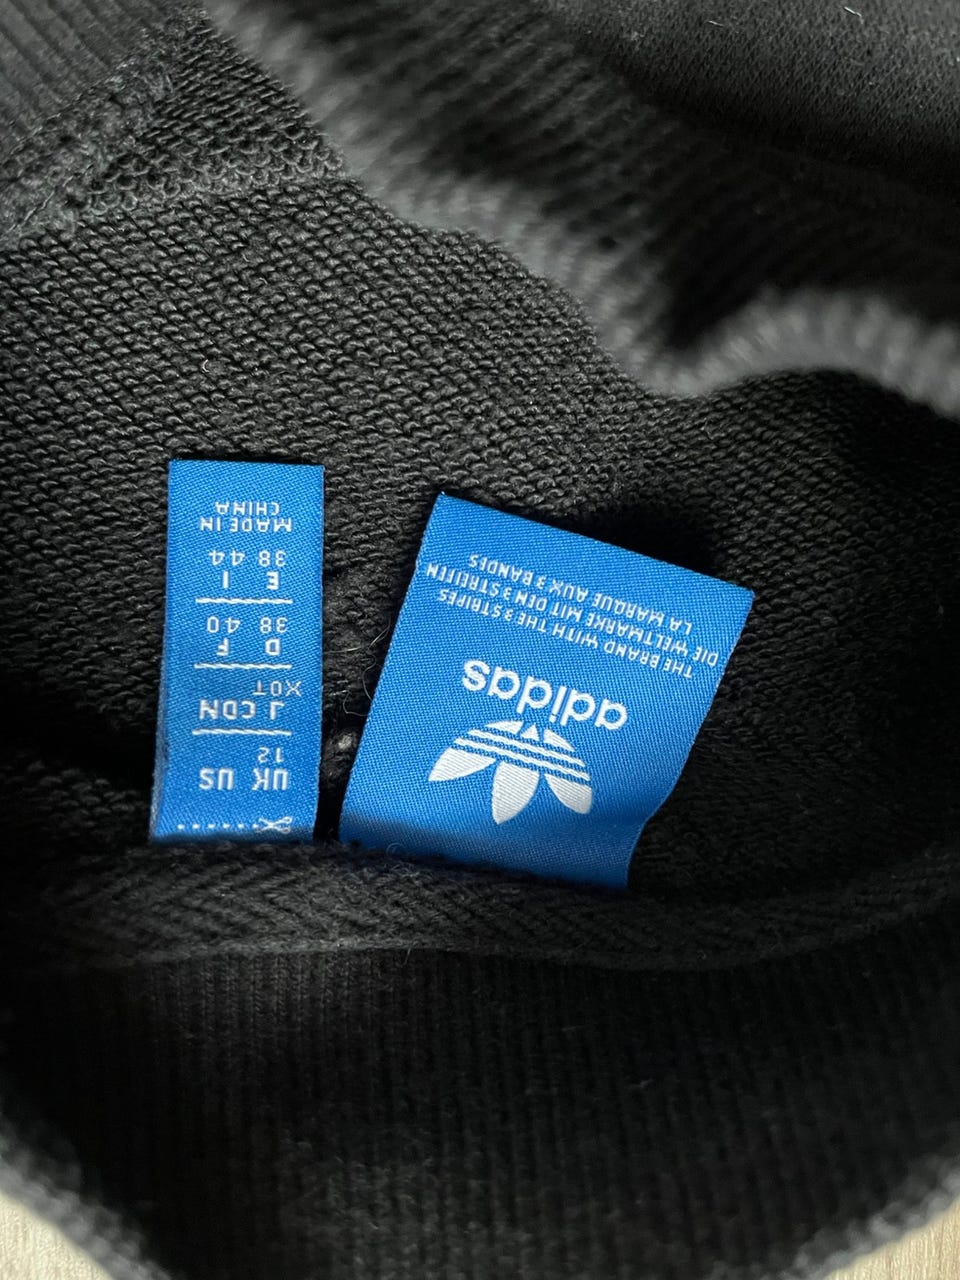 adidas
THE BRAND WITH THE 3 STRIPES
DIE WELTMARKE MIT DEN 3 STREIFEN
LA MARQUE AUX 3 BANDES
UK US
12
J CDN
XOT
D F
38 40
E I
38 44
MADE IN
CHINA